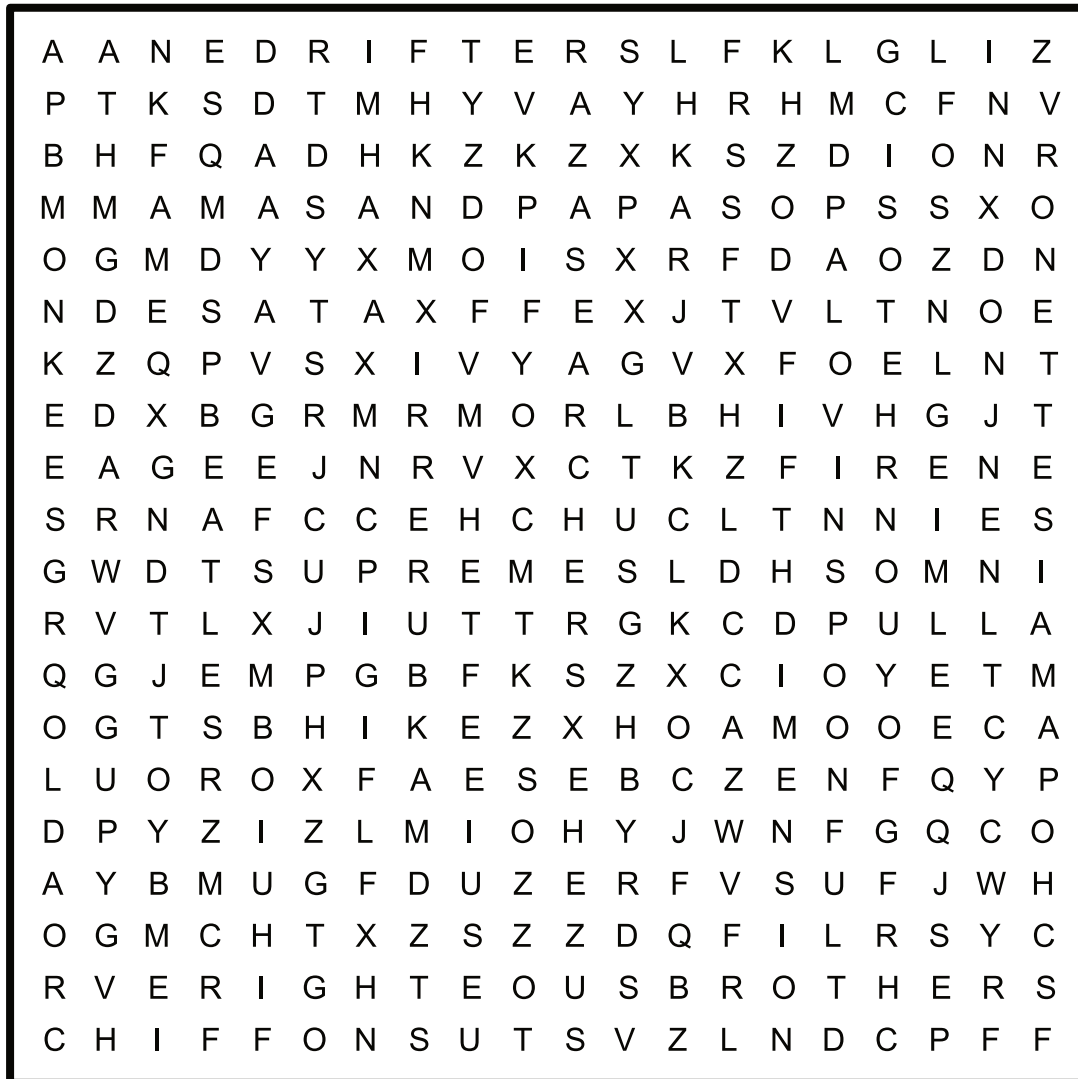 A A N E D R I F T E R S L F K L G L I Z
P T K S D T M H Y V A Y H R H M C F N V
B H F Q A D H K Z K Z X K S Z D I O N R
M M A M A S A N D P A P A S O P S S X O
O G M D Y Y X M O I S X R F D A O Z D N
N D E S A T A X F F E X J T V L T N O E
K Z Q P V S X I V Y A G V X F O E L N T
E D X B G R M R M O R L B H I V H G J T
E A G E E J N R V X C T K Z F I R E N E
S R N A F C C E H C H U C L T N N I E S
G W D T S U P R E M E S L D H S O M N I
R V T L X J I U T T R G K C D P U L L A
Q G J E M P G B F K S Z X C I O Y E T M
O G T S B H I K E Z X H O A M O O E C A
L U O R O X F A E S E B C Z E N F Q Y P
D P Y Z I Z L M I O H Y J W N F G Q C O
A Y B M U G F D U Z E R F V S U F J W H
O G M C H T X Z S Z Z D Q F I L R S Y C
R V E R I G H T E O U S B R O T H E R S
C H I F F O N S U T S V Z L N D C P F F